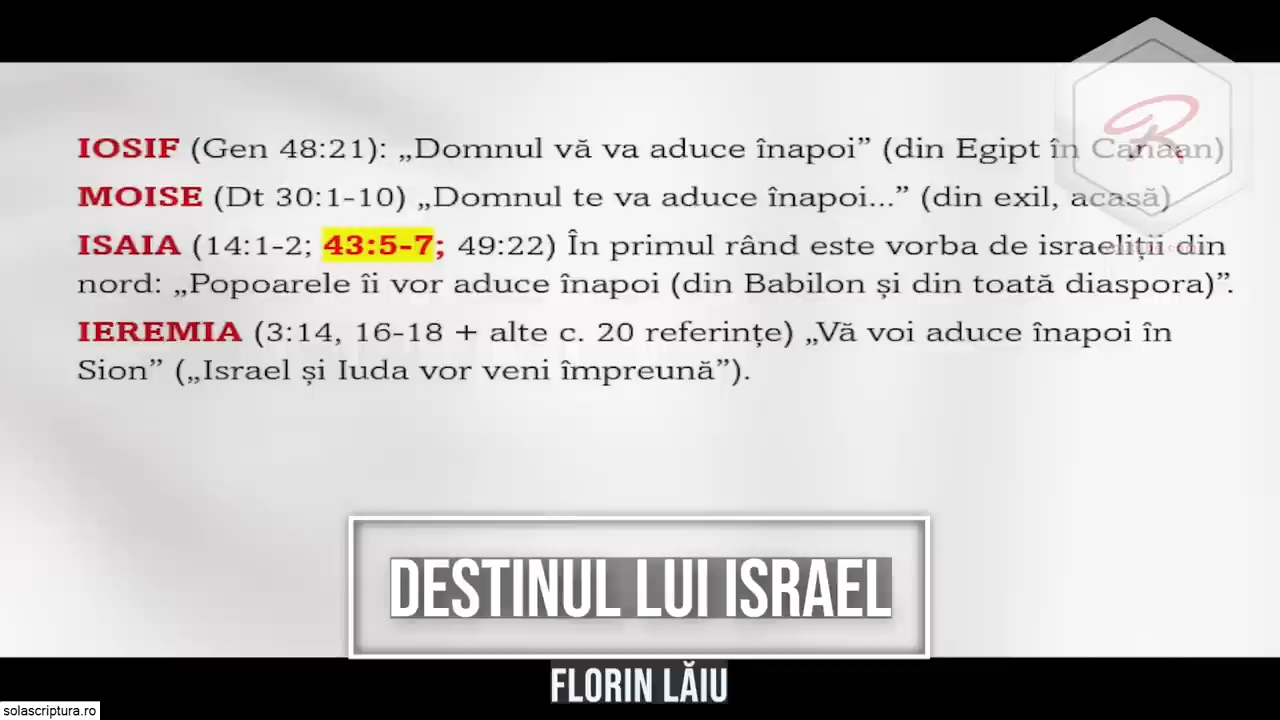 IOSIF (Gen 48:21): „Domnul vă va aduce înapoi” (din Egipt în Canaan)
MOISE (Dt 30:1-10) „Domnul te va aduce înapoi...” (din exil, acasă)
ISAIA (14:1-2; 43:5-7; 49:22) În primul rând este vorba de israeliții din
nord: „Popoarele îi vor aduce înapoi (din Babilon și din toată diaspora)”.
IEREMIA (3:14, 16-18 + alte c. 20 referințe) „Vă voi aduce înapoi în
Sion” („Israel și Iuda vor veni împreună”).
DESTINUL LUI ISRAEL
FLORIN LĂIU
solascriptura.ro